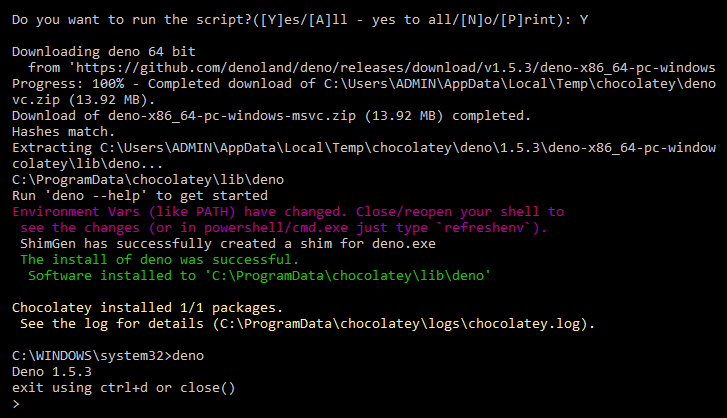 Do you want to run the script?([Y]es/[A]ll - yes to all/[N]o/[P]rint): Y
Downloading deno 64 bit
from 'https://github.com/denoland/deno/releases/download/v1.5.3/deno-x86_64-pc-windows
Progress: 100% - Completed download of C:\Users\ADMIN\AppData\Local\Temp\chocolatey\deno
vc.zip (13.92 MB).
Download of deno-x86_64-pc-windows-msvc.zip (13.92 MB) completed.
Hashes match.
Extracting C:\Users\ADMIN\AppData\Local\Temp\chocolatey\deno\1.5.3\deno-x86_64-pc-window
colatey\lib\deno...
C:\ProgramData\chocolatey\lib\deno
Run 'deno --help' to get started
Environment Vars (like PATH) have changed. Close/reopen your shell to
see the changes (or in powershell/cmd.exe just type `refreshenv`).
ShimGen has successfully created a shim for deno.exe
The install of deno was successful.
Software installed to 'C:\ProgramData\chocolatey\lib\deno'
Chocolatey installed 1/1 packages.
See the log for details (C:\ProgramData\chocolatey\logs\chocolatey.log).
C:\WINDOWS\system32>deno
Deno 1.5.3
exit using ctrl+d or close()
>